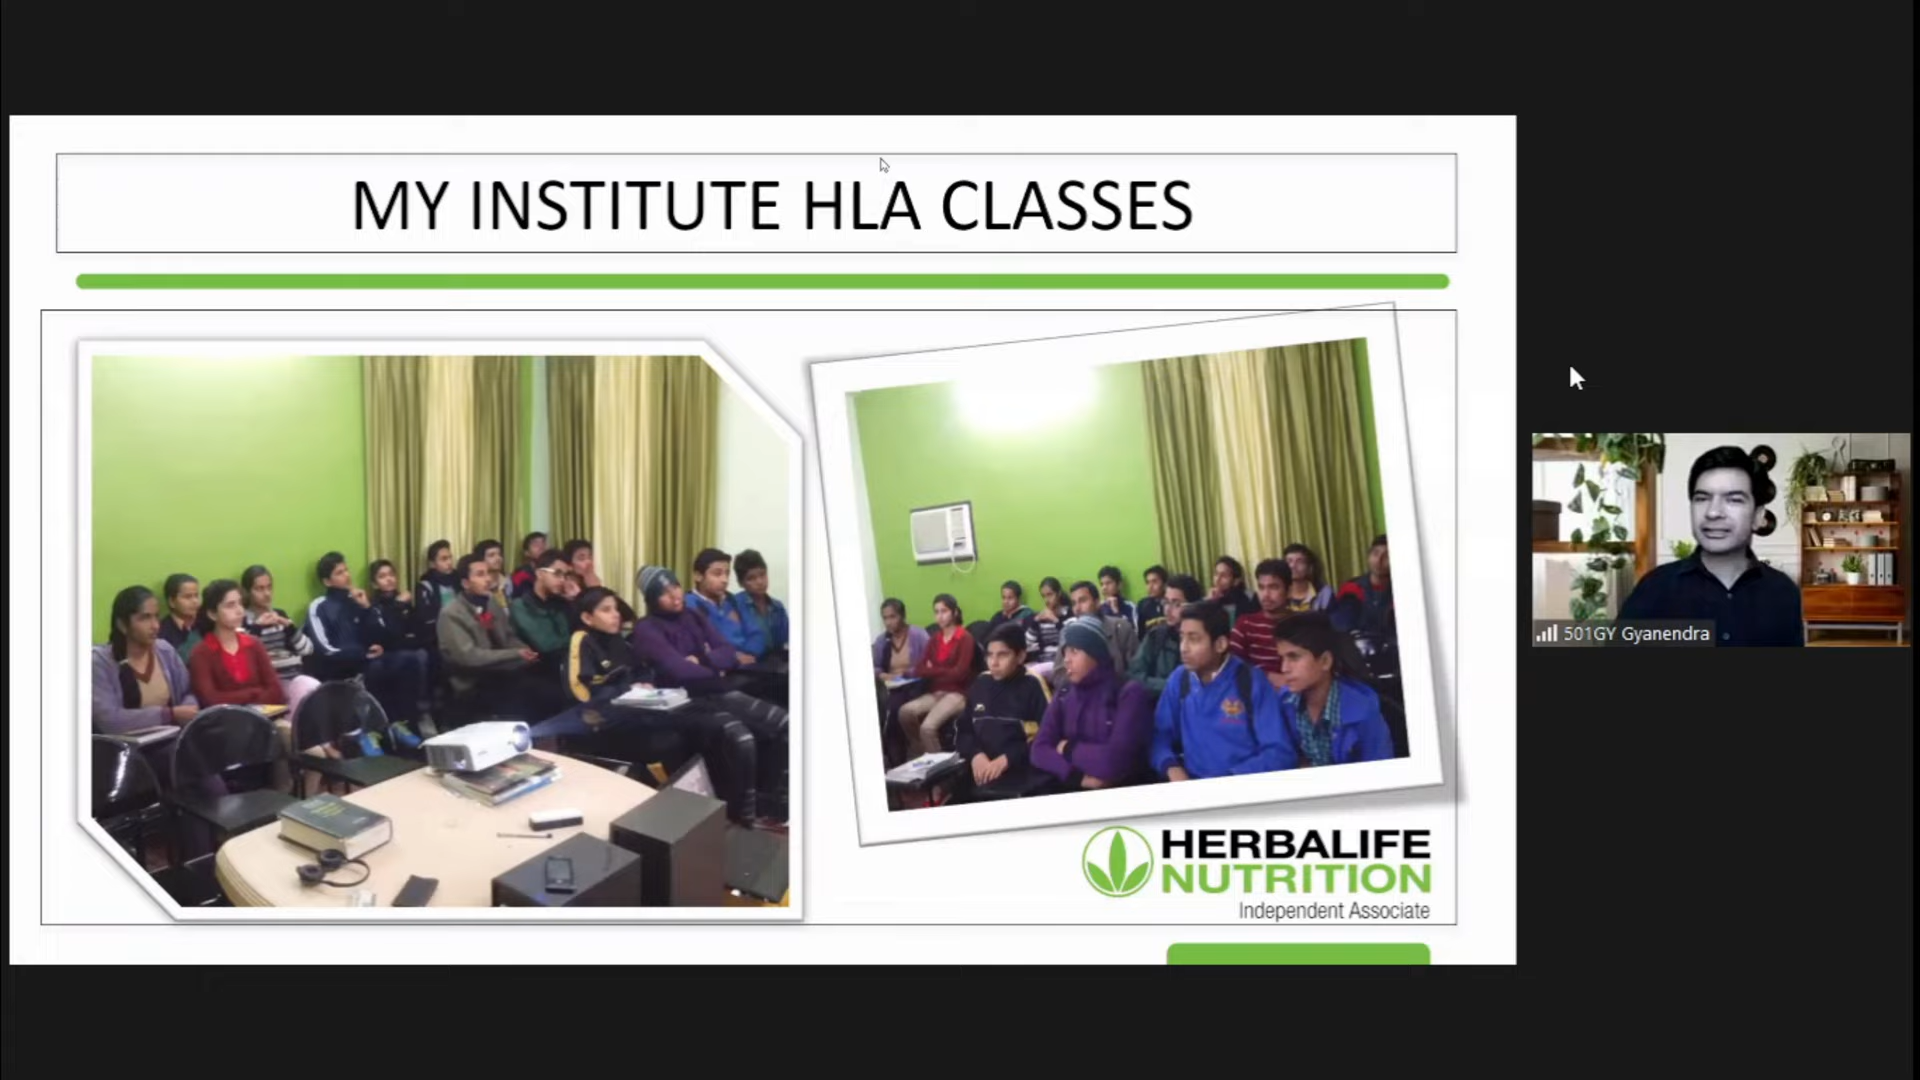 MY INSTITUTE HLA CLASSES
HERBALIFE
NUTRITION
Independent Associate
501GY Gyanendra